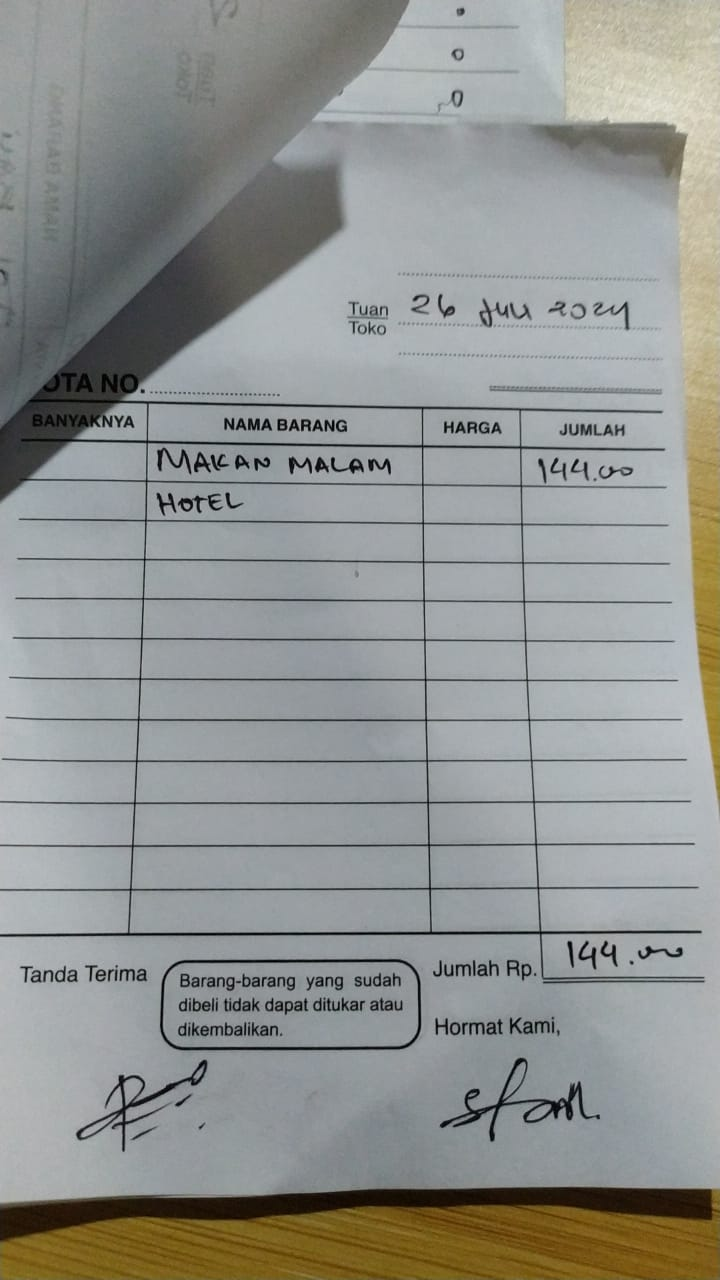 26 Juli 2024
Tuan
Toko
OTA NO.
BANYAKNYA NAMA BARANG HARGA JUMLAH
MAKAN MALAM 144.00
HOTEL
Jumlah Rp. 144.00
Tanda Terima
Barang-barang yang sudah
dibeli tidak dapat ditukar atau
dikembalikan.
Hormat Kami,